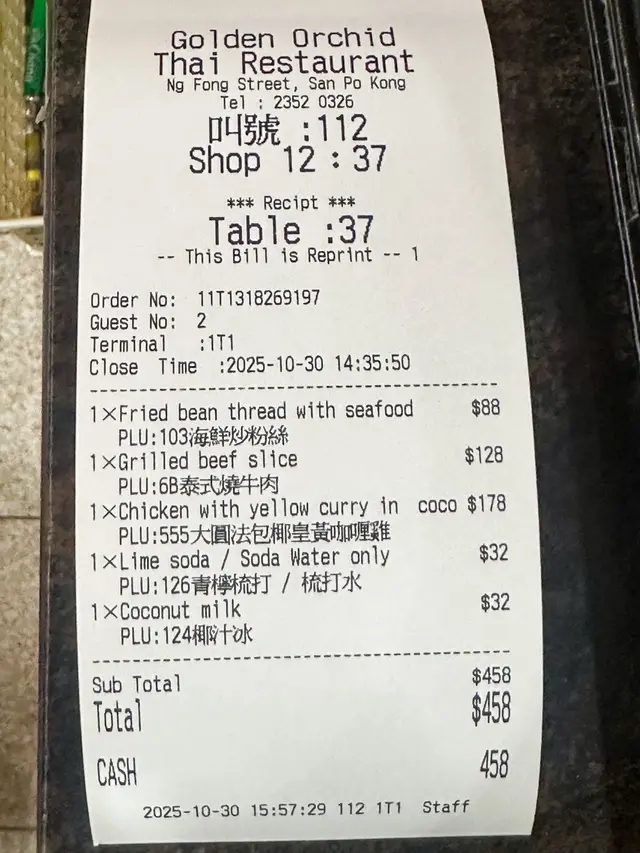 Golden Orchid
Thai Restaurant
Ng Fong Street, San Po Kong
Tel : 2352 0326
叫號 :112
Shop 12 : 37
*** Recipt ***
Table :37
-- This Bill is Reprint -- 1
Order No: 11T1318269197
Guest No: 2
Terminal :1T1
Close Time :2025-10-30 14:35:50
1×Fried bean thread with seafood $88
PLU:103海鮮炒粉絲
1×Grilled beef slice $128
PLU:6B泰式燒牛肉
1×Chicken with yellow curry in coco $178
PLU:555大圓法包椰皇黃咖喱雞
1×Lime soda / Soda Water only $32
PLU:126青檸梳打 / 梳打水
1×Coconut milk $32
PLU:124椰汁冰
Sub Total $458
Total $458
CASH 458
2025-10-30 15:57:29 112 1T1 Staff